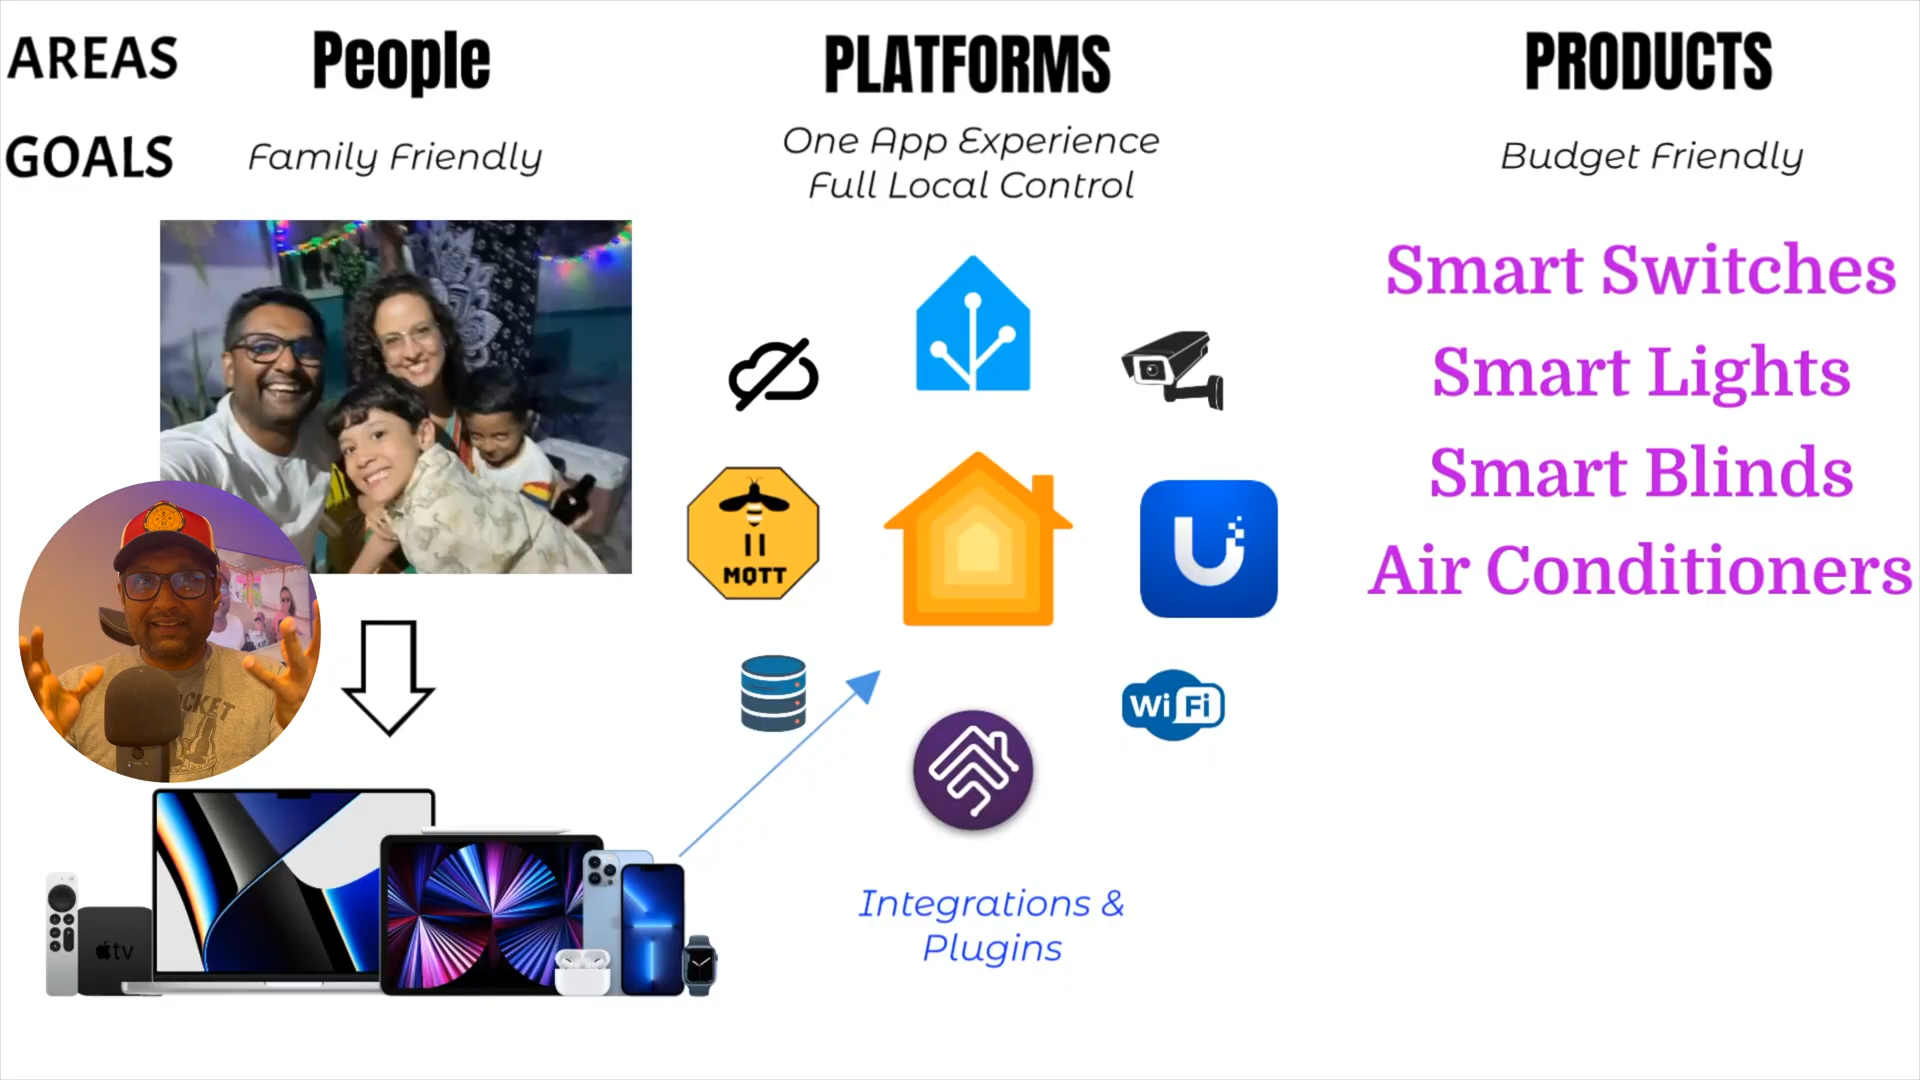 AREAS
People
PLATFORMS
PRODUCTS
GOALS
Family Friendly
One App Experience
Full Local Control
Budget Friendly
Smart Switches
Smart Lights
Smart Blinds
Air Conditioners
MQTT
Wi Fi
tv
Integrations &
Plugins